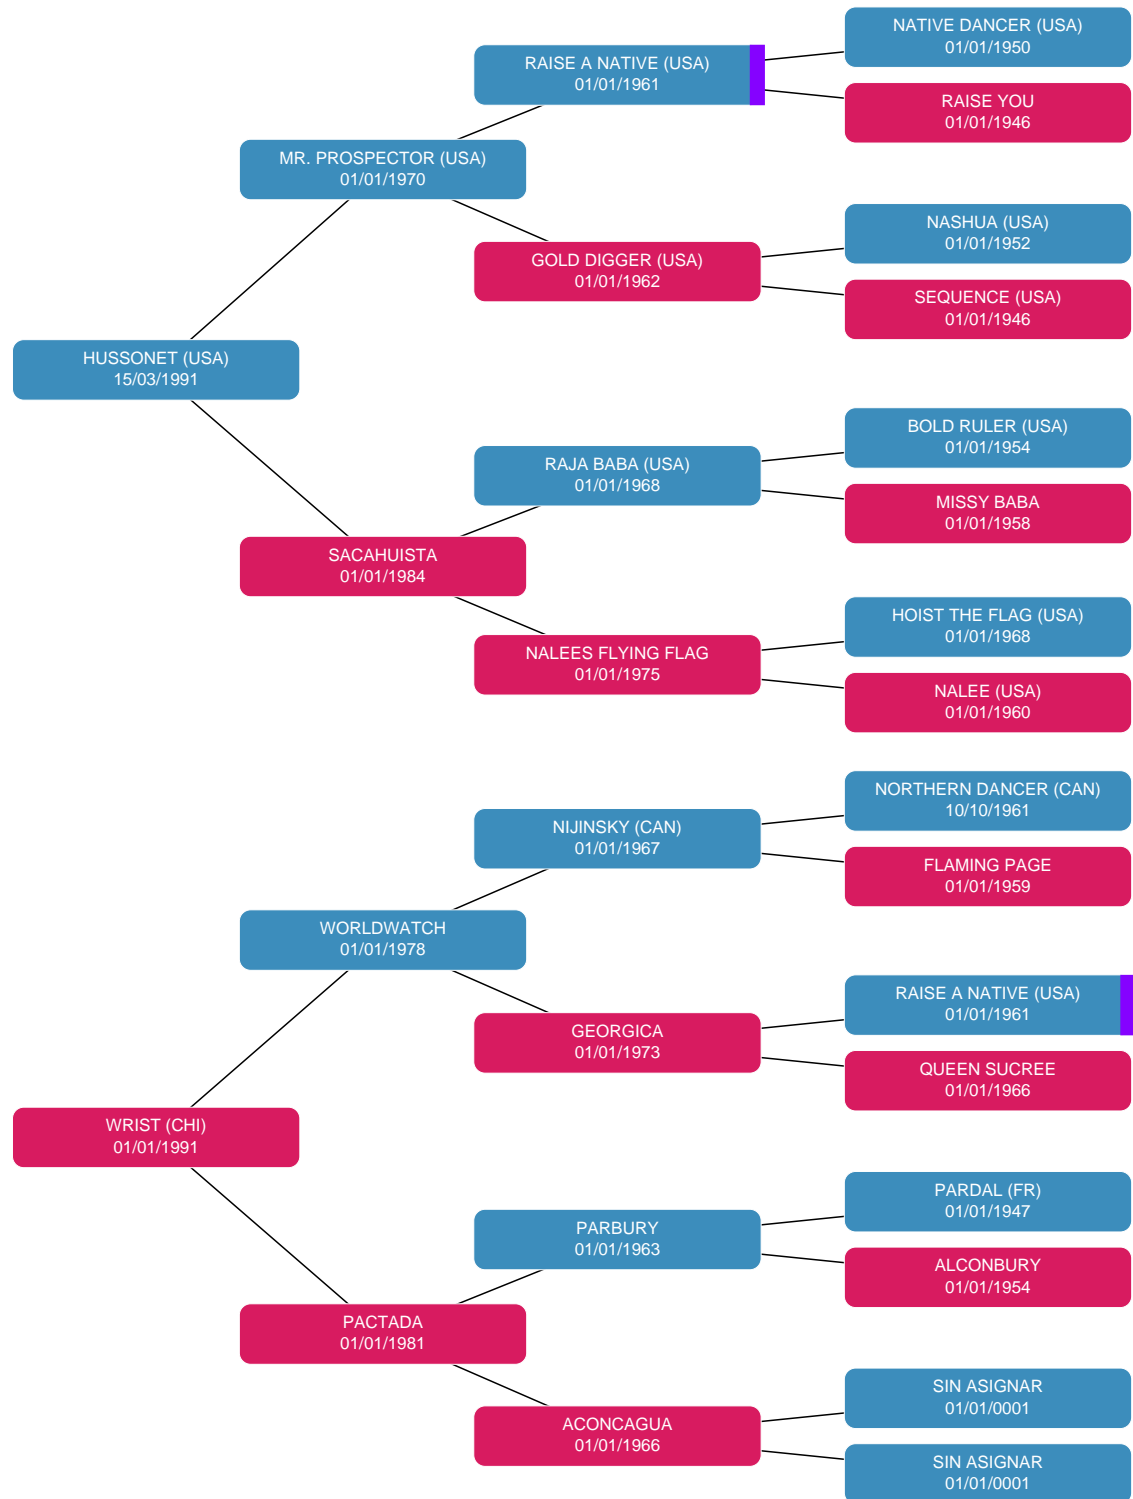 NATIVE DANCER (USA)
01/01/1950
RAISE A NATIVE (USA)
01/01/1961
RAISE YOU
01/01/1946
MR. PROSPECTOR (USA)
01/01/1970
NASHUA (USA)
01/01/1952
GOLD DIGGER (USA)
01/01/1962
SEQUENCE (USA)
01/01/1946
HUSSONET (USA)
15/03/1991
BOLD RULER (USA)
01/01/1954
RAJA BABA (USA)
01/01/1968
MISSY BABA
01/01/1958
SACAHUISTA
01/01/1984
HOIST THE FLAG (USA)
01/01/1968
NALEES FLYING FLAG
01/01/1975
NALEE (USA)
01/01/1960
NORTHERN DANCER (CAN)
10/10/1961
NIJINSKY (CAN)
01/01/1967
FLAMING PAGE
01/01/1959
WORLDWATCH
01/01/1978
RAISE A NATIVE (USA)
01/01/1961
GEORGICA
01/01/1973
QUEEN SUCREE
01/01/1966
WRIST (CHI)
01/01/1991
PARDAL (FR)
01/01/1947
PARBURY
01/01/1963
ALCONBURY
01/01/1954
PACTADA
01/01/1981
SIN ASIGNAR
01/01/0001
ACONCAGUA
01/01/1966
SIN ASIGNAR
01/01/0001